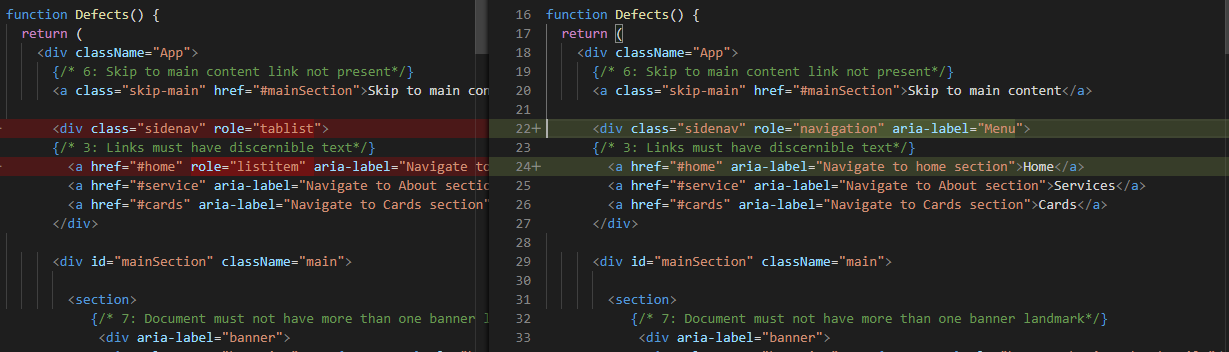 function Defects() {
return (
<div className="App">
{/* 6: Skip to main content link not present*/}
<a class="skip-main" href="#mainSection">Skip to main con
<div class="sidenav" role="tablist">
{/* 3: Links must have discernible text*/}
<a href="#home" role="listitem" aria-label="Navigate to
<a href="#service" aria-label="Navigate to About sectio
<a href="#cards" aria-label="Navigate to Cards section"
</div>
<div id="mainSection" className="main">
<section>
{/* 7: Document must not have more than one banner l
<div aria-label="banner">
16 function Defects() {
17 return (
18 <div className="App">
19 {/* 6: Skip to main content link not present*/}
20 <a class="skip-main" href="#mainSection">Skip to main content</a>
21
22+ <div class="sidenav" role="navigation" aria-label="Menu">
23 {/* 3: Links must have discernible text*/}
24+ <a href="#home" aria-label="Navigate to home section">Home</a>
25 <a href="#service" aria-label="Navigate to About section">Services</a>
26 <a href="#cards" aria-label="Navigate to Cards section">Cards</a>
27 </div>
28
29 <div id="mainSection" className="main">
30
31 <section>
32 {/* 7: Document must not have more than one banner landmark*/}
33 <div aria-label="banner">